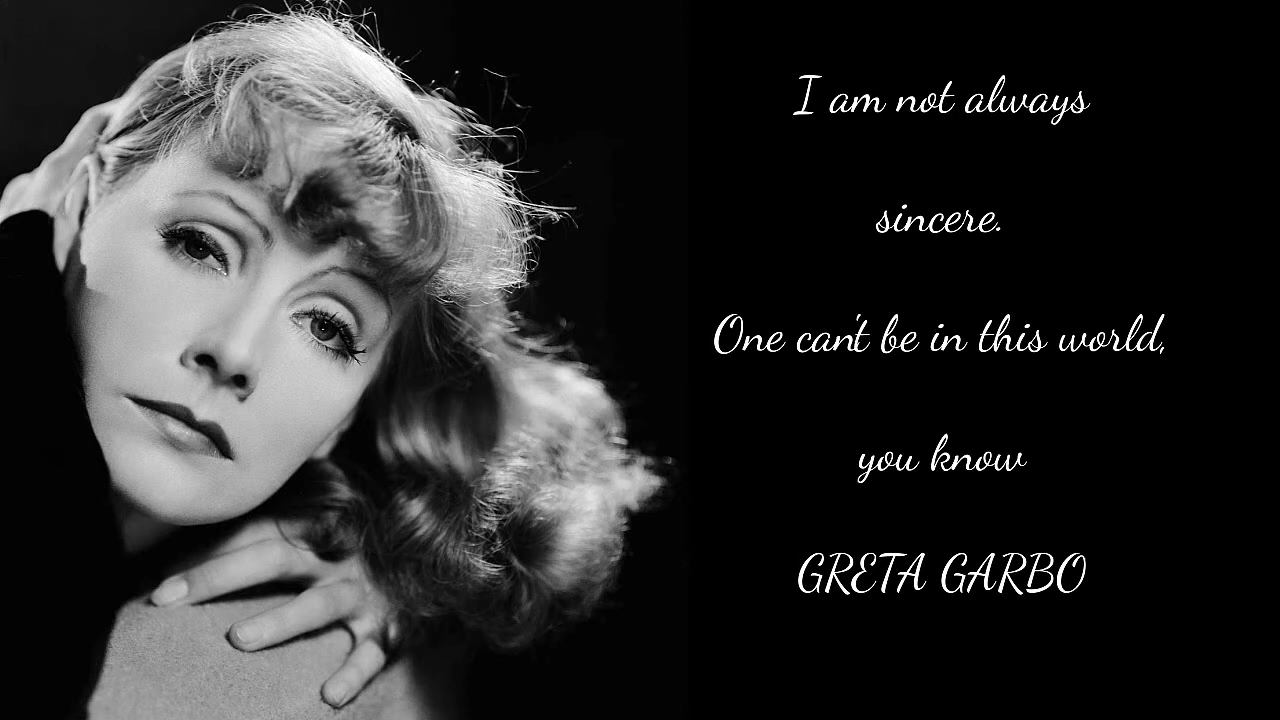 I am not always
sincere.
One can't be in this world,
you know
GRETA GARBO